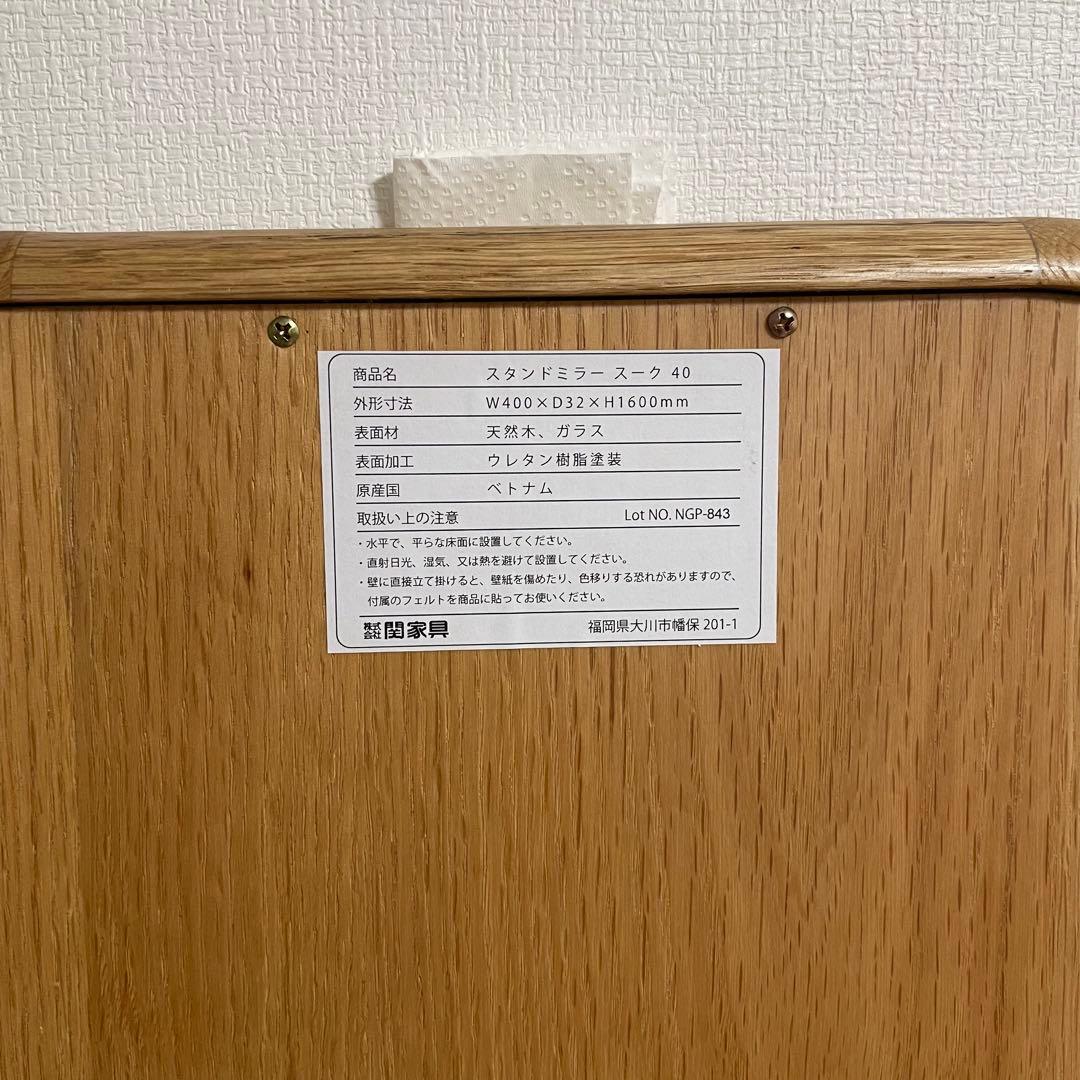 商品名 スタンドミラー スーク 40
外形寸法 W400×D32×H1600mm
表面材 天然木、ガラス
表面加工 ウレタン樹脂塗装
原産国 ベトナム
取扱い上の注意 Lot NO. NGP-843
・水平で、平らな床面に設置してください。
・直射日光、湿気、又は熱を避けて設置してください。
・壁に直接立て掛けると、壁紙を傷めたり、色移りする恐れがありますので、
付属のフェルトを商品に貼ってお使いください。
株式会社 関家具 福岡県大川市幡保 201-1